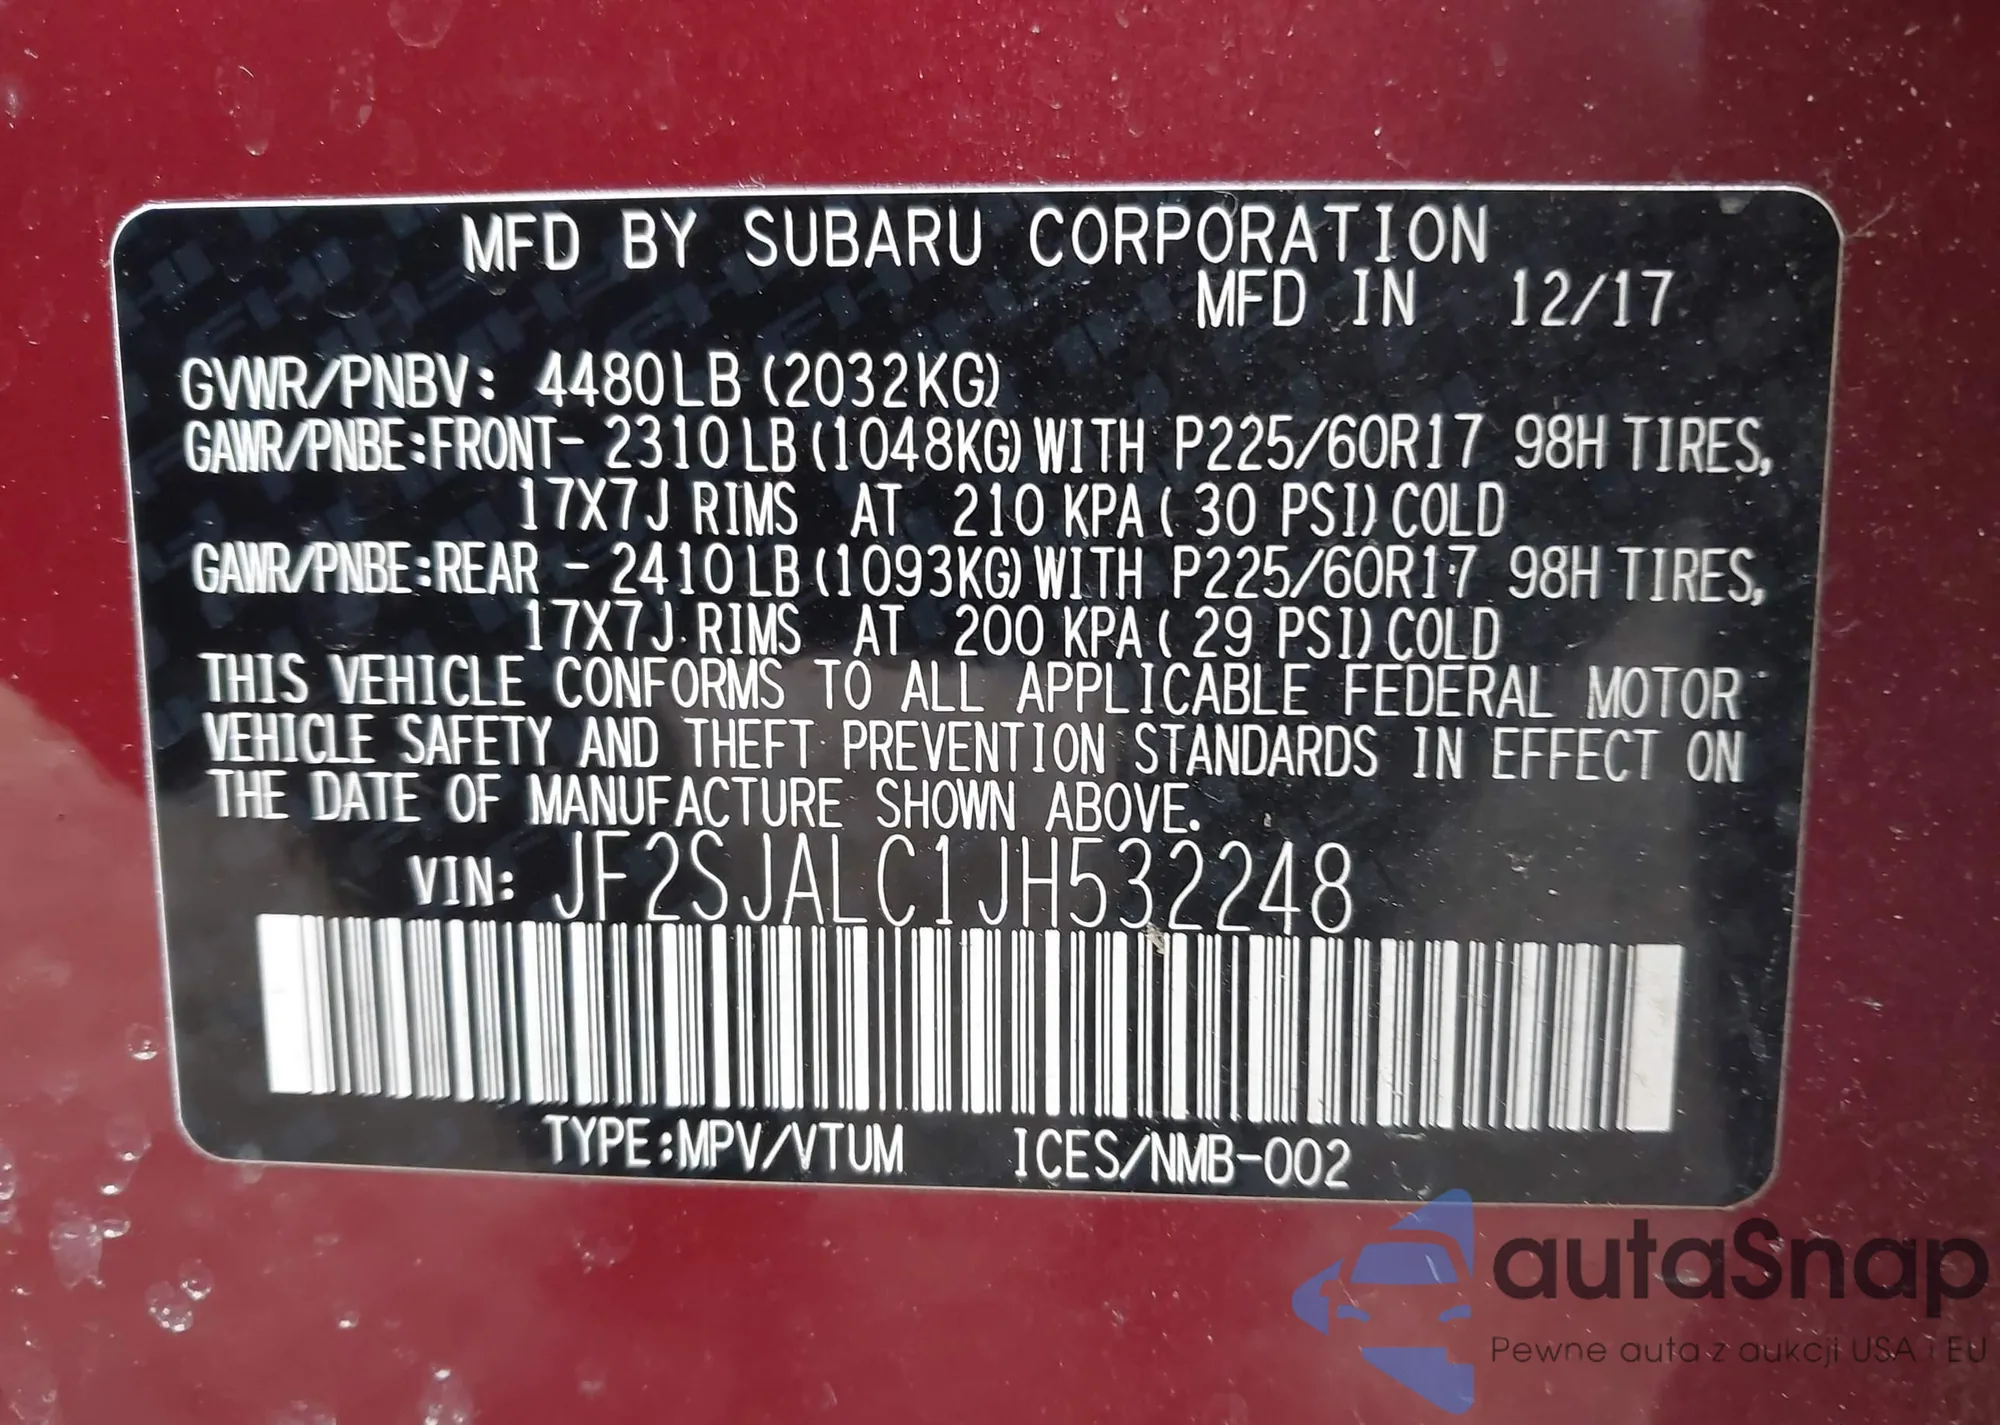 MFD BY SUBARU CORPORATION
MFD IN 12/17
GVWR/PNBV: 4480LB (2032KG)
GAWR/PNBE:FRONT- 2310LB(1048KG)WITH P225/60R17 98H TIRES,
17X7J RIMS AT 210 KPA( 30 PSI)COLD
GAWR/PNBE:REAR - 2410LB(1093KG)WITH P225/60R17 98H TIRES,
17X7J RIMS AT 200 KPA( 29 PSI)COLD
THIS VEHICLE CONFORMS TO ALL APPLICABLE FEDERAL MOTOR
VEHICLE SAFETY AND THEFT PREVENTION STANDARDS IN EFFECT ON
THE DATE OF MANUFACTURE SHOWN ABOVE.
VIN: JF2SJALC1JH532248
TYPE:MPV/VTUM ICES/NMB-002
autaSnap
Pewne auta z aukcji USA i EU